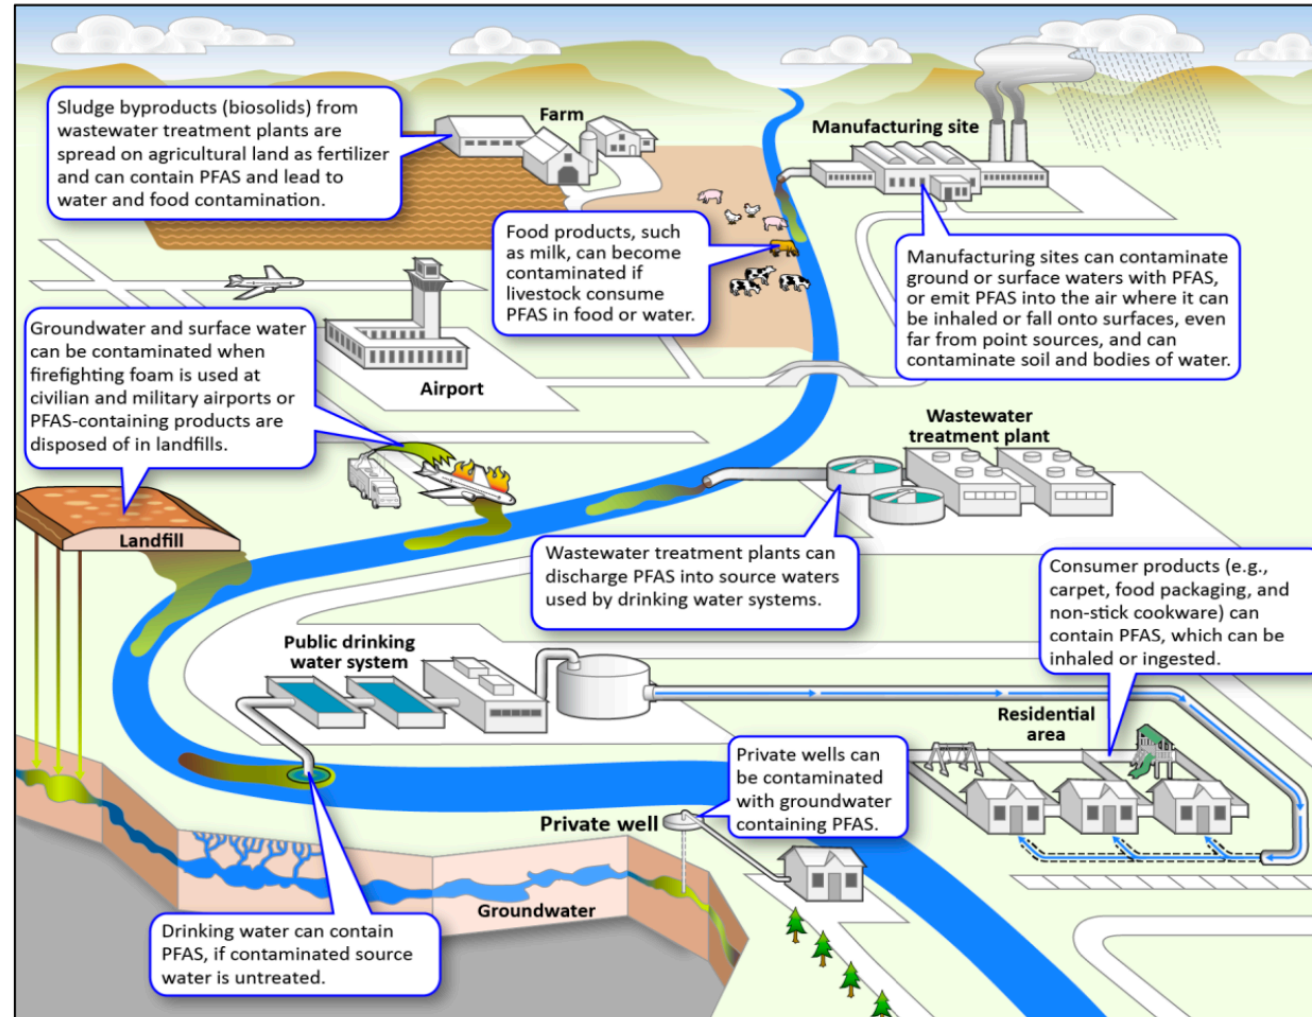 Sludge byproducts (biosolids) from
wastewater treatment plants are
spread on agricultural land as fertilizer
and can contain PFAS and lead to
water and food contamination.
Farm
Manufacturing site
Food products, such
as milk, can become
contaminated if
livestock consume
PFAS in food or water.
Manufacturing sites can contaminate
ground or surface waters with PFAS,
or emit PFAS into the air where it can
be inhaled or fall onto surfaces, even
far from point sources, and can
contaminate soil and bodies of water.
Groundwater and surface water
can be contaminated when
firefighting foam is used at
civilian and military airports or
PFAS-containing products are
disposed of in landfills.
Airport
Wastewater
treatment plant
Landfill
Wastewater treatment plants can
discharge PFAS into source waters
used by drinking water systems.
Consumer products (e.g.,
carpet, food packaging, and
non-stick cookware) can
contain PFAS, which can be
inhaled or ingested.
Public drinking
water system
Residential
area
Private wells can
be contaminated
with groundwater
containing PFAS.
Private well
Groundwater
Drinking water can contain
PFAS, if contaminated source
water is untreated.